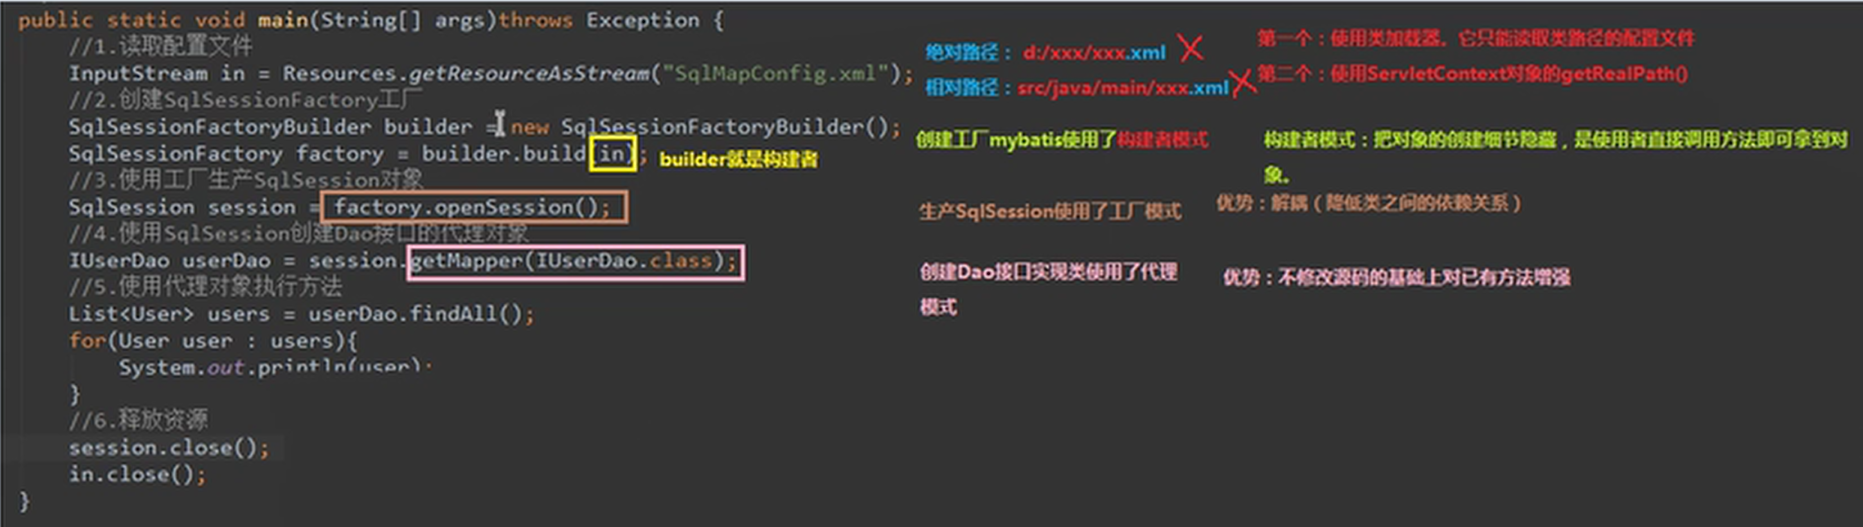 public static void main(String[] args)throws Exception {
//1.读取配置文件
绝对路径： d:/xxx/xxx.xml
第一个：使用类加载器。它只能读取类路径的配置文件
InputStream in = Resources.getResourceAsStream("SqlMapConfig.xml");
相对路径：src/java/main/xxx.xml
第二个：使用ServletContext对象的getRealPath()
//2.创建SqlSessionFactory工厂
SqlSessionFactoryBuilder builder = new SqlSessionFactoryBuilder();
创建工厂mybatis使用了构建者模式
构建者模式：把对象的创建细节隐藏，是使用者直接调用方法即可拿到对
象。
SqlSessionFactory factory = builder.build(in);
builder就是构建者
//3.使用工厂生产SqlSession对象
SqlSession session = factory.openSession();
生产SqlSession使用了工厂模式
优势：解耦（降低类之间的依赖关系）
//4.使用SqlSession创建Dao接口的代理对象
IUserDao userDao = session.getMapper(IUserDao.class);
创建Dao接口实现类使用了代理
模式
优势：不修改源码的基础上对已有方法增强
//5.使用代理对象执行方法
List<User> users = userDao.findAll();
for(User user : users){
System.out.println(user);
}
//6.释放资源
session.close();
in.close();
}